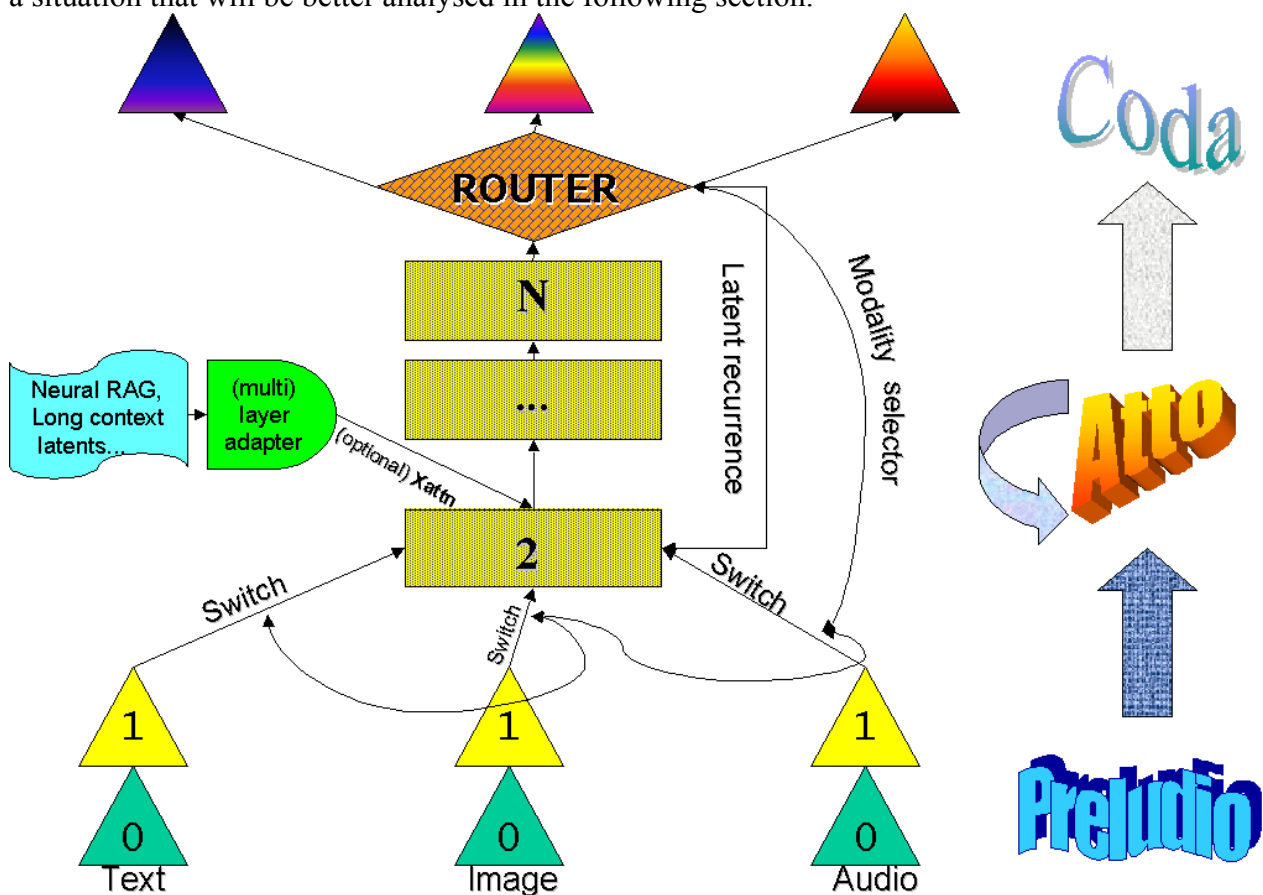 a situation that will be better analysed in the following section.
Coda
ROUTER
N
Latent recurrence
Modality selector
Neural RAG,
Long context
latents...
(multi)
layer
adapter
...
(optional) Xattn
Atto
2
Switch
Switch
Switch
1
1
1
0
0
0
Preludio
Text
Image
Audio